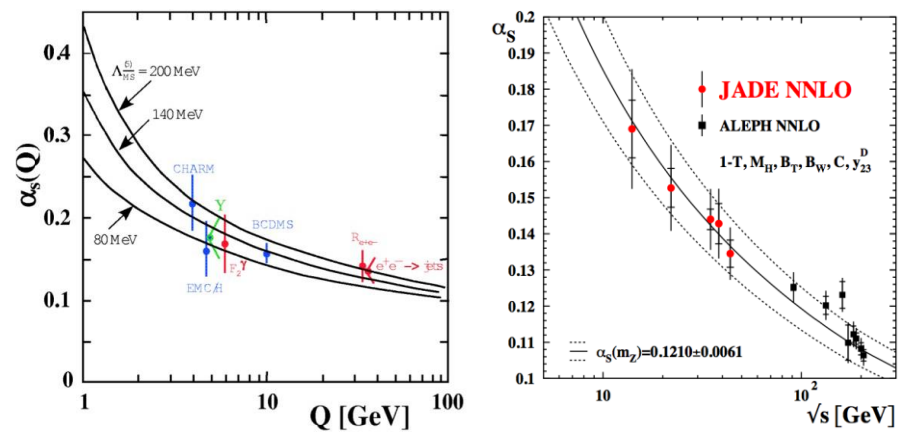 0.4
0.3
0.2
0.1
0
αs(Q)
Λ(5)MS = 200 MeV
140 MeV
80 MeV
CHARM
Υ
BCDMS
F2γ
EMC/H
Re+e-
e+e- -> jets
1
10
100
Q [GeV]
αS
0.2
0.19
0.18
0.17
0.16
0.15
0.14
0.13
0.12
0.11
0.1
JADE NNLO
ALEPH NNLO
1-T, MH, BT, BW, C, yD23
αS(mZ)=0.1210±0.0061
10
10²
√s [GeV]